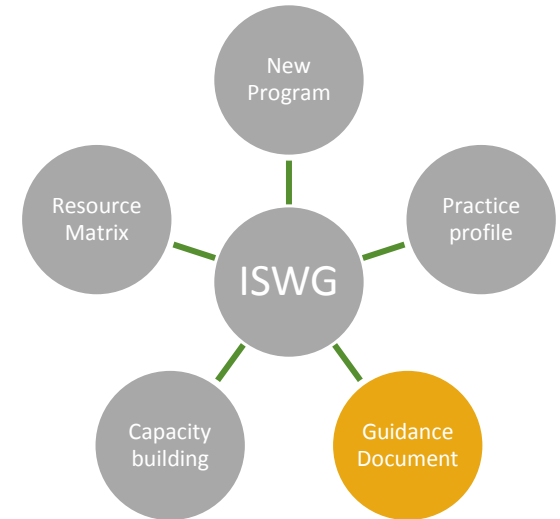 New
Program
Resource
Matrix
Practice
profile
ISWG
Capacity
building
Guidance
Document